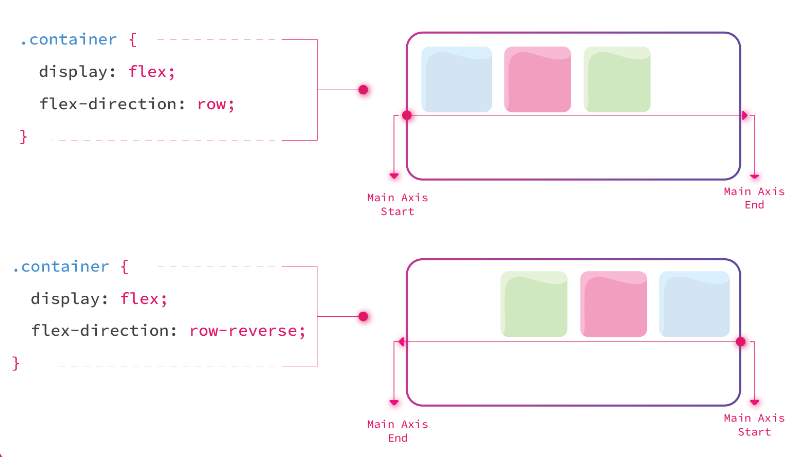 .container {
display: flex;
flex-direction: row;
}
Main Axis
Start
Main Axis
End
.container {
display: flex;
flex-direction: row-reverse;
}
Main Axis
End
Main Axis
Start